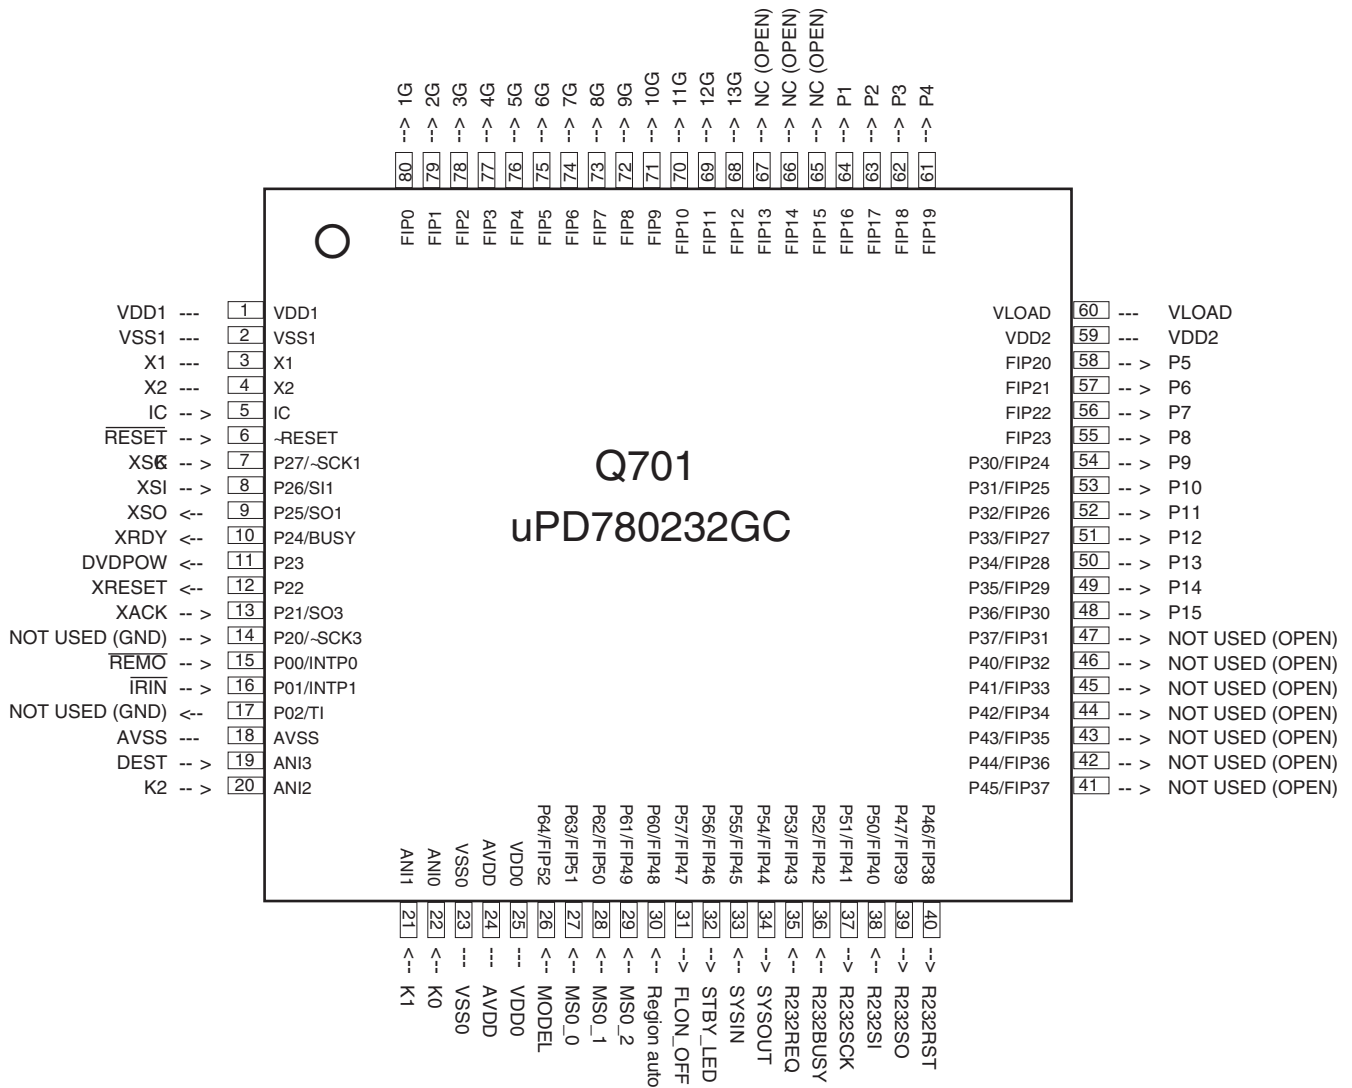 --> 1G
--> 2G
--> 3G
--> 4G
--> 5G
--> 6G
--> 7G
--> 8G
--> 9G
--> 10G
--> 11G
--> 12G
--> 13G
--> NC (OPEN)
--> NC (OPEN)
--> NC (OPEN)
--> P1
--> P2
--> P3
--> P4
80 79 78 77 76 75 74 73 72 71 70 69 68 67 66 65 64 63 62 61
FIP0 FIP1 FIP2 FIP3 FIP4 FIP5 FIP6 FIP7 FIP8 FIP9 FIP10 FIP11 FIP12 FIP13 FIP14 FIP15 FIP16 FIP17 FIP18 FIP19
VDD1 --- 1 VDD1
VSS1 --- 2 VSS1
X1 --- 3 X1
X2 --- 4 X2
IC -- > 5 IC
RESET -- > 6 ~RESET
XSCK -- > 7 P27/~SCK1
XSI -- > 8 P26/SI1
XSO <-- 9 P25/SO1
XRDY <-- 10 P24/BUSY
DVDPOW <-- 11 P23
XRESET <-- 12 P22
XACK -- > 13 P21/SO3
NOT USED (GND) -- > 14 P20/~SCK3
REMO -- > 15 P00/INTP0
IRIN -- > 16 P01/INTP1
NOT USED (GND) <-- 17 P02/TI
AVSS --- 18 AVSS
DEST -- > 19 ANI3
K2 -- > 20 ANI2
Q701
uPD780232GC
VLOAD 60 --- VLOAD
VDD2 59 --- VDD2
FIP20 58 -- > P5
FIP21 57 -- > P6
FIP22 56 -- > P7
FIP23 55 -- > P8
P30/FIP24 54 -- > P9
P31/FIP25 53 -- > P10
P32/FIP26 52 -- > P11
P33/FIP27 51 -- > P12
P34/FIP28 50 -- > P13
P35/FIP29 49 -- > P14
P36/FIP30 48 -- > P15
P37/FIP31 47 -- > NOT USED (OPEN)
P40/FIP32 46 -- > NOT USED (OPEN)
P41/FIP33 45 -- > NOT USED (OPEN)
P42/FIP34 44 -- > NOT USED (OPEN)
P43/FIP35 43 -- > NOT USED (OPEN)
P44/FIP36 42 -- > NOT USED (OPEN)
P45/FIP37 41 -- > NOT USED (OPEN)
ANI1 21 <-- K1
ANI0 22 <-- K0
VSS0 23 --- VSS0
AVDD 24 --- AVDD
VDD0 25 --- VDD0
P64/FIP52 26 <-- MODEL
P63/FIP51 27 <-- MS0_0
P62/FIP50 28 <-- MS0_1
P61/FIP49 29 <-- MS0_2
P60/FIP48 30 <-- Region auto
P57/FIP47 31 --> FLON_OFF
P56/FIP46 32 --> STBY_LED
P55/FIP45 33 <-- SYSIN
P54/FIP44 34 --> SYSOUT
P53/FIP43 35 <-- R232REQ
P52/FIP42 36 <-- R232BUSY
P51/FIP41 37 --> R232SCK
P50/FIP40 38 <-- R232SI
P47/FIP39 39 --> R232SO
P46/FIP38 40 --> R232RST